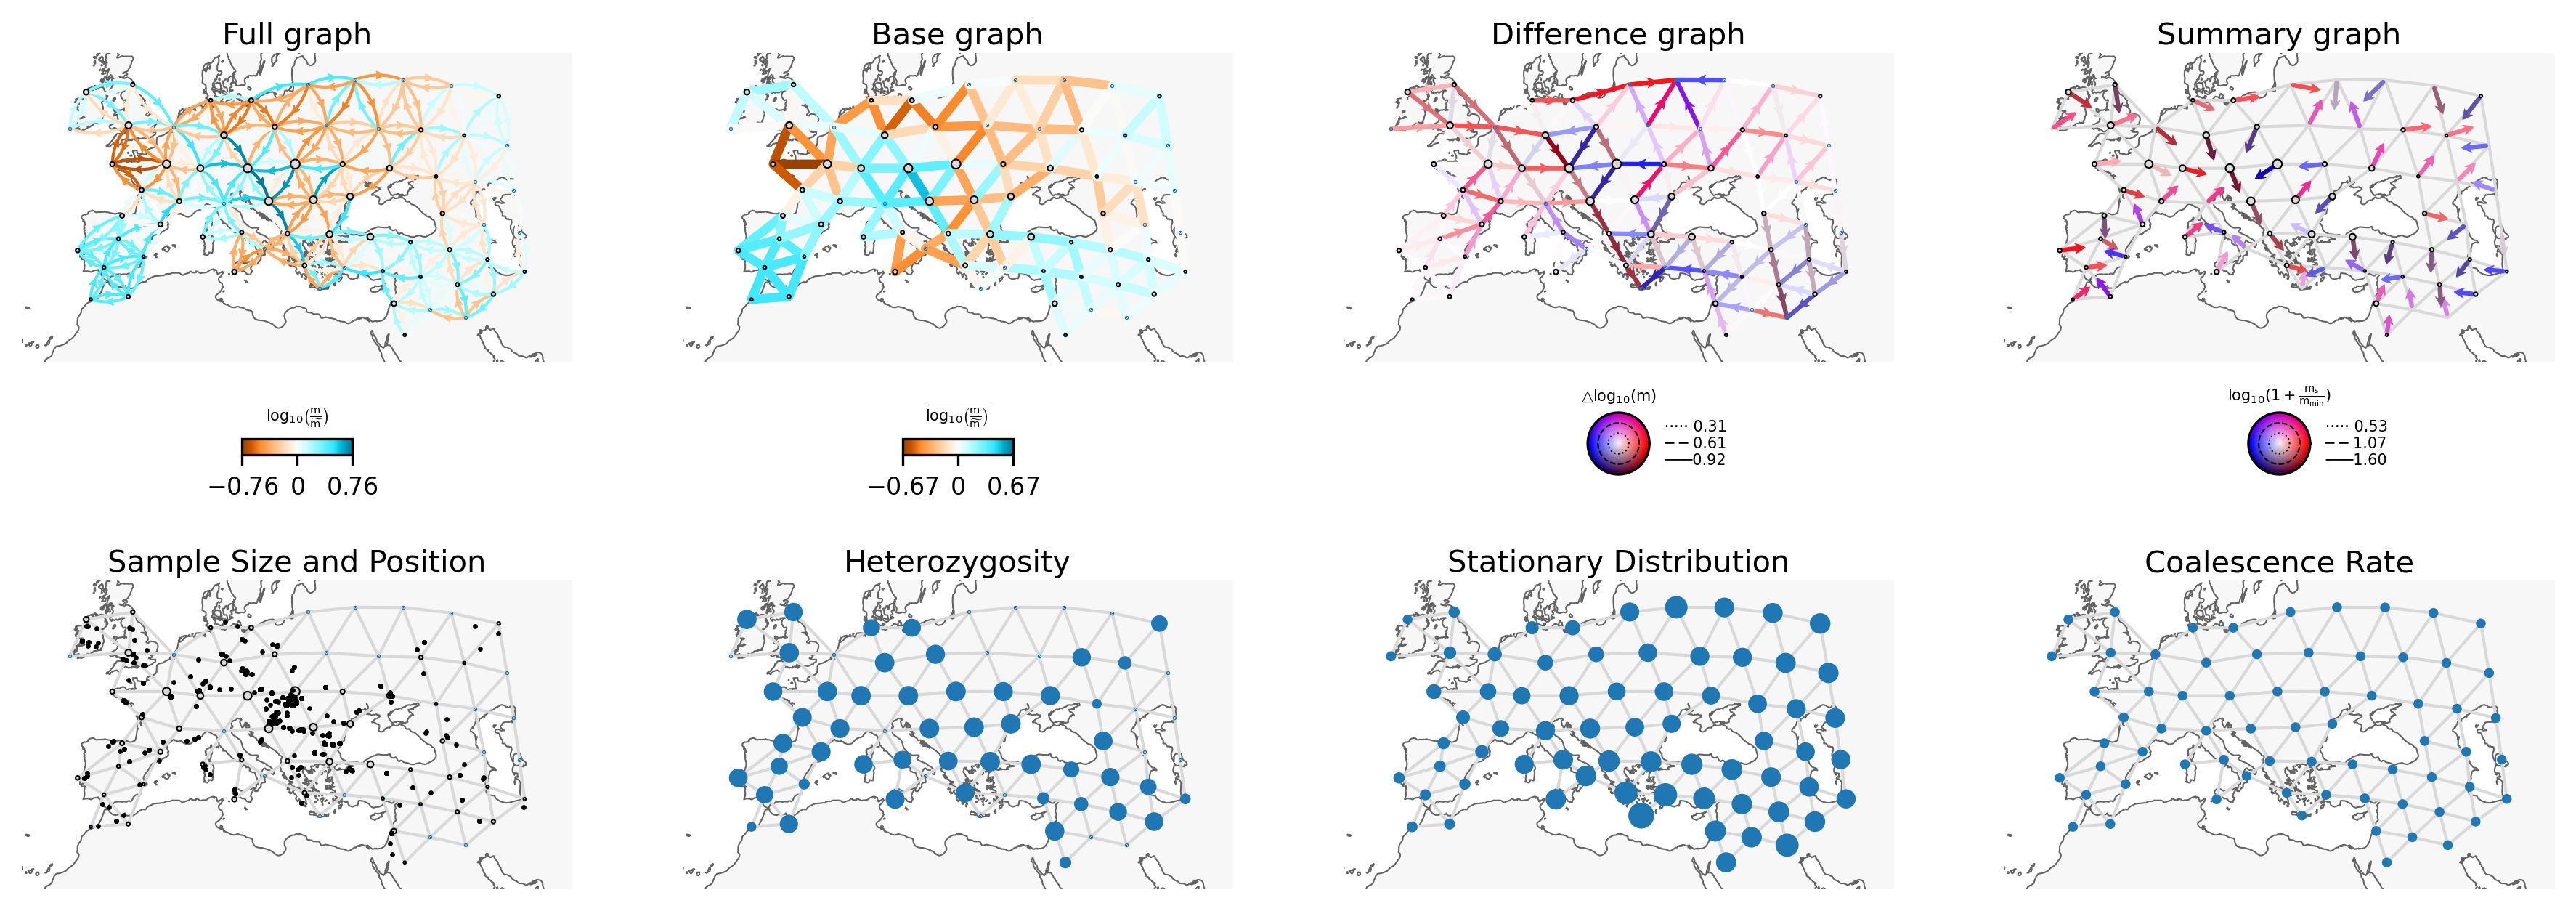 Full graph
Base graph
Difference graph
Summary graph
log₁₀(m/m̃)
−0.76 0 0.76
log₁₀(m/m̃)
−0.67 0 0.67
△log₁₀(m)
0.31
0.61
0.92
log₁₀(1 + mₛ/m_min)
0.53
1.07
1.60
Sample Size and Position
Heterozygosity
Stationary Distribution
Coalescence Rate